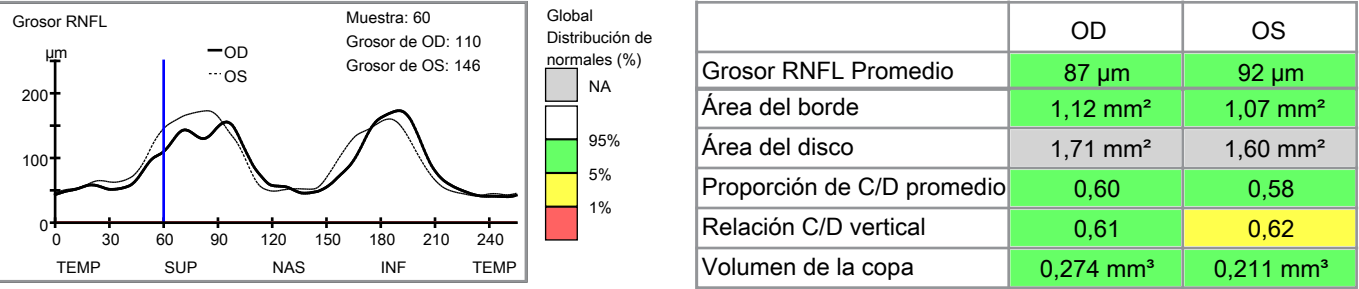 Grosor RNFL
Muestra: 60
Grosor de OD: 110
Grosor de OS: 146
µm
OD
OS
200
100
0
0 30 60 90 120 150 180 210 240
TEMP SUP NAS INF TEMP
Global
Distribución de
normales (%)
NA
95%
5%
1%
OD OS
Grosor RNFL Promedio 87 µm 92 µm
Área del borde 1,12 mm² 1,07 mm²
Área del disco 1,71 mm² 1,60 mm²
Proporción de C/D promedio 0,60 0,58
Relación C/D vertical 0,61 0,62
Volumen de la copa 0,274 mm³ 0,211 mm³